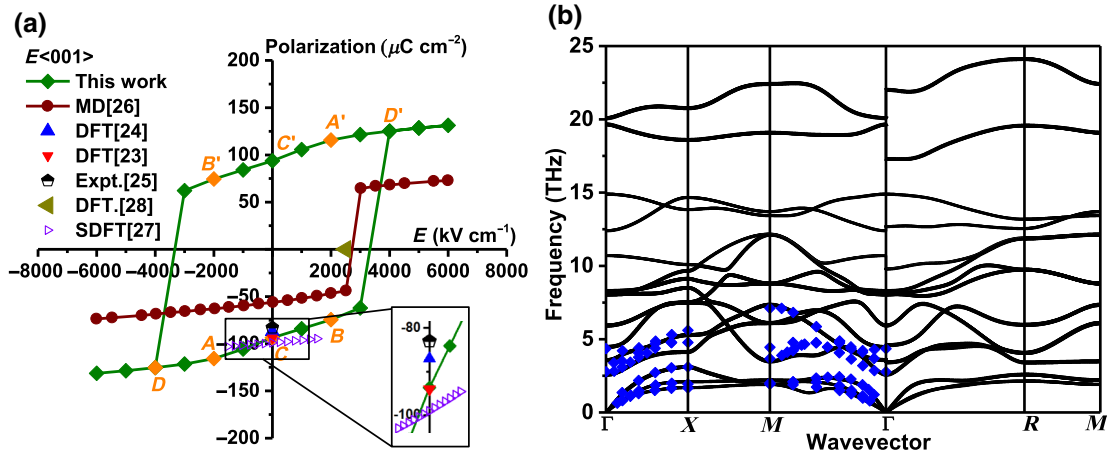 (a)
Polarization (μC cm⁻²)
E<001>
This work
MD[26]
DFT[24]
DFT[23]
Expt.[25]
DFT.[28]
SDFT[27]
200
150
100
50
−50
−100
−150
−200
E (kV cm⁻¹)
−8000 −6000 −4000 −2000 0 2000 4000 6000 8000
B' C' A' D'
D A C B
-80
-100
(b)
Frequency (THz)
25
20
15
10
5
0
Γ X M Γ R M
Wavevector